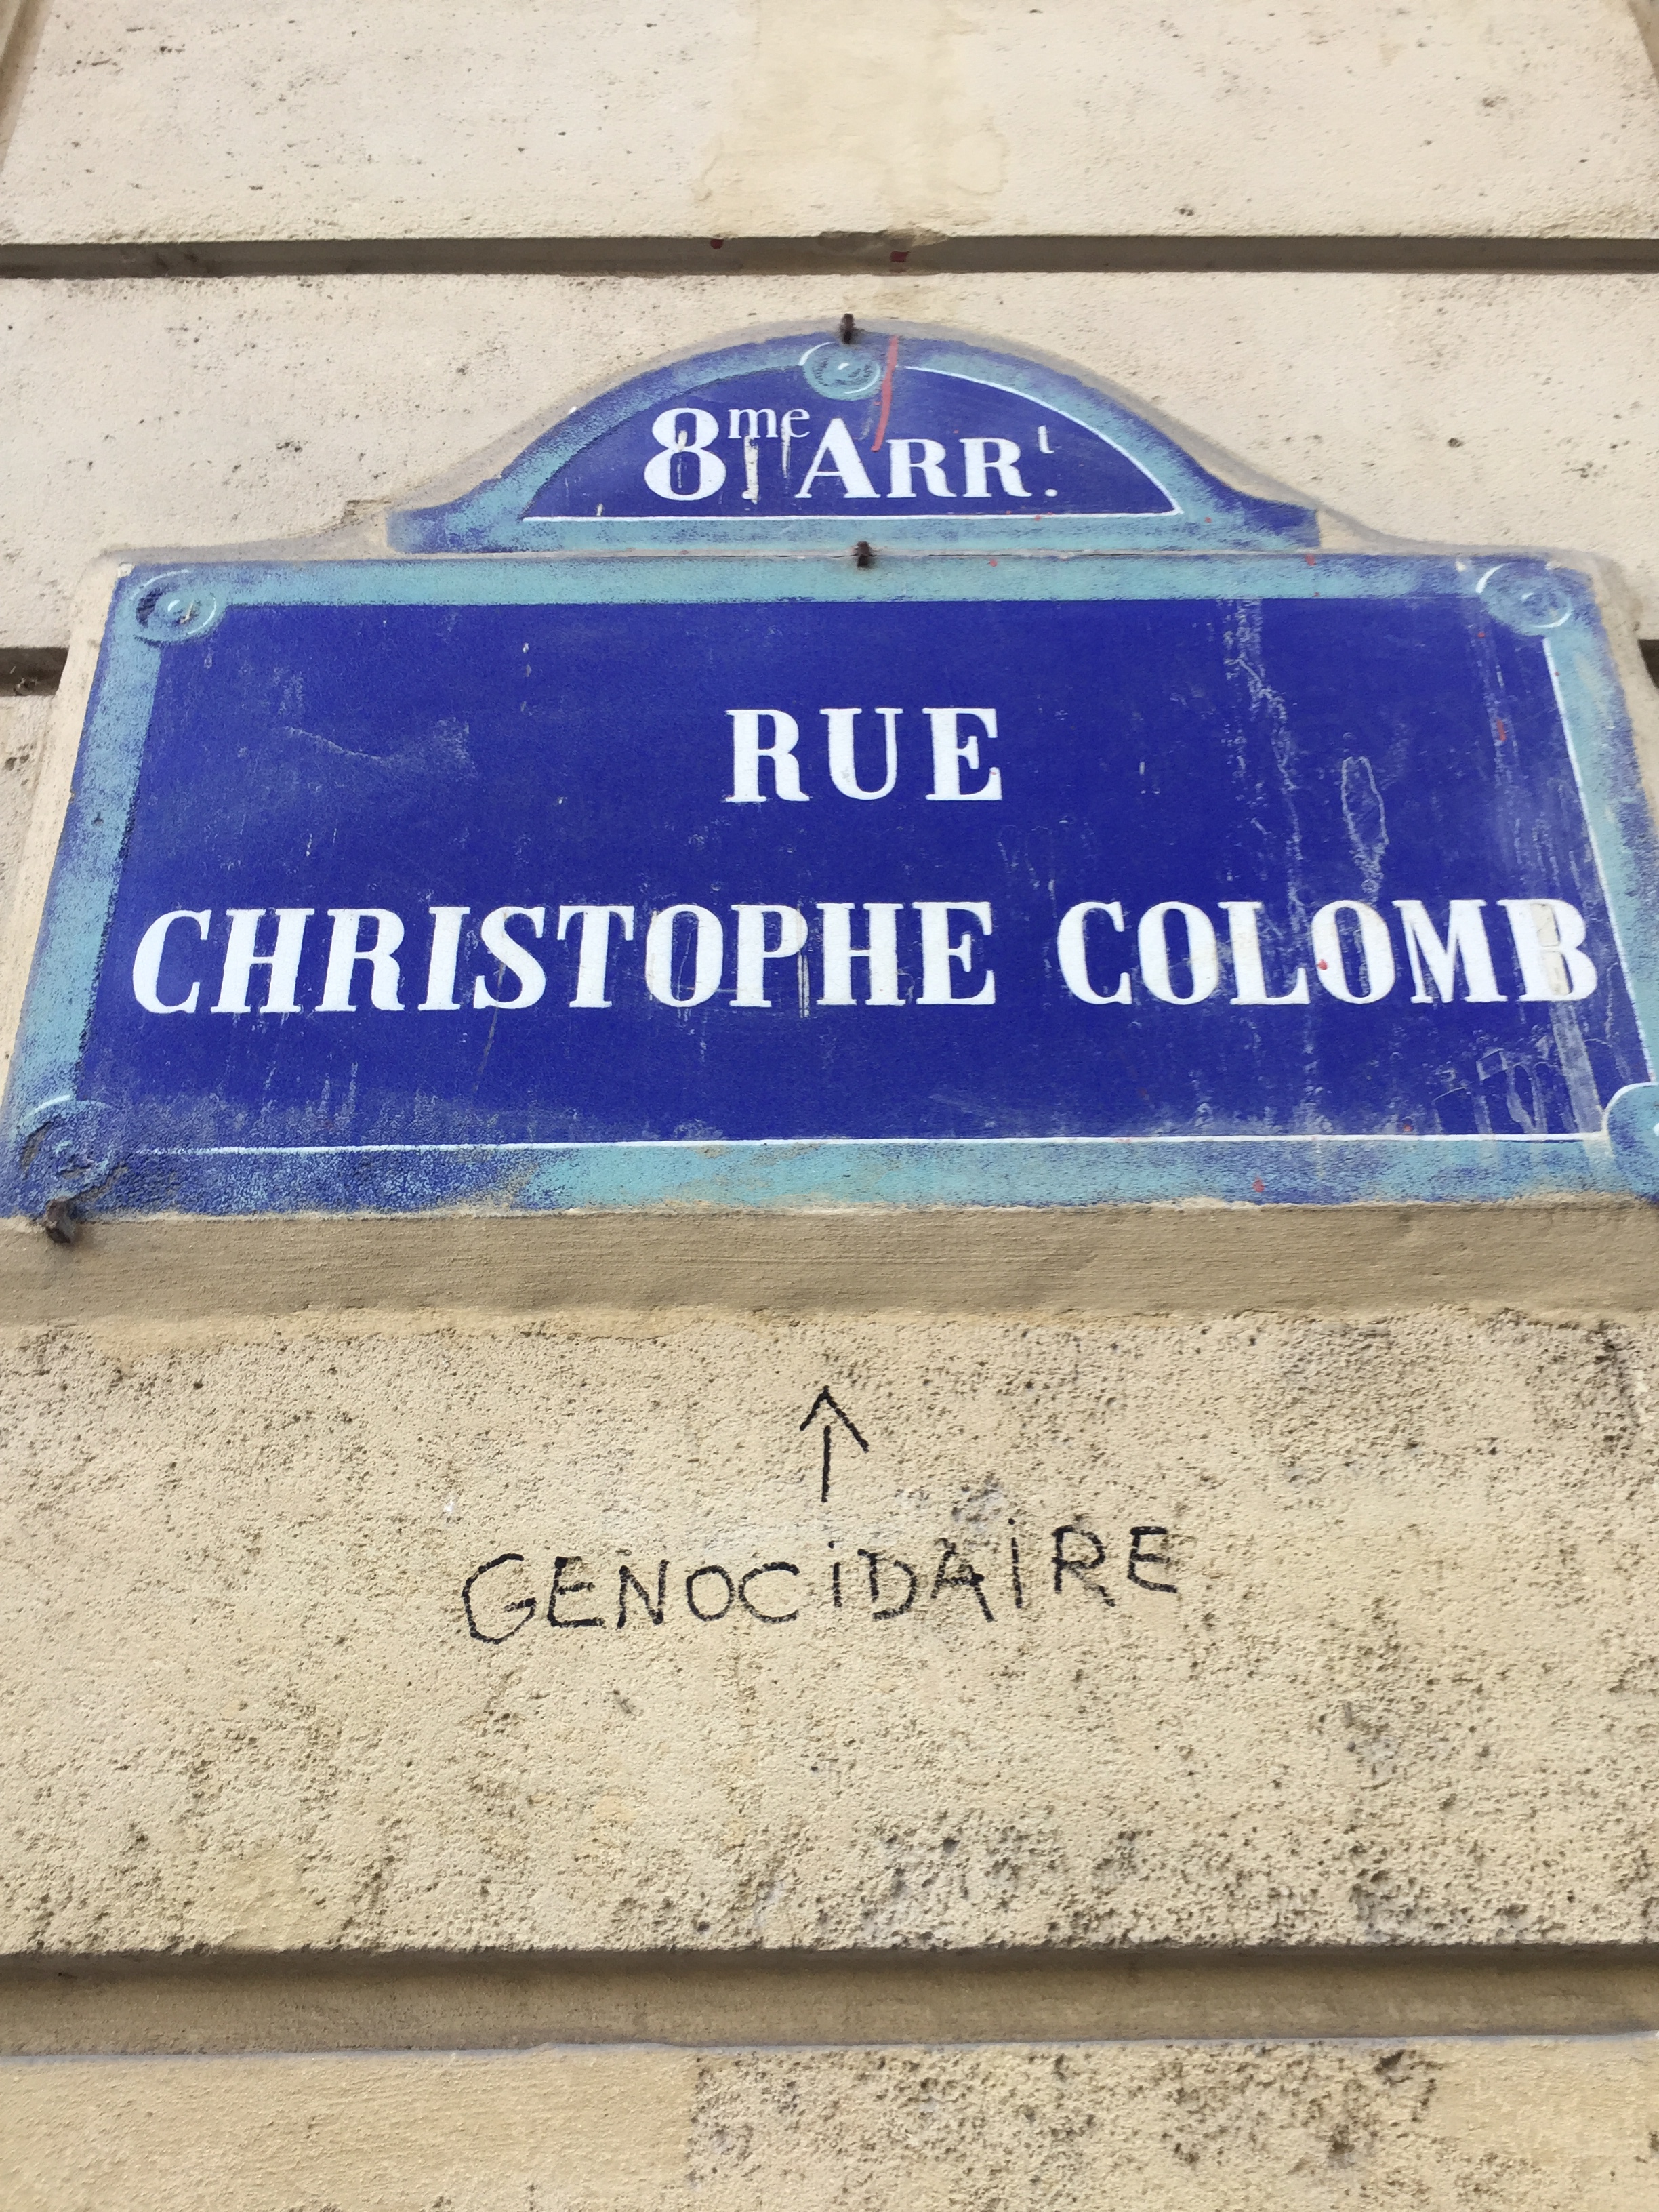 8me ARRt.
RUE
CHRISTOPHE COLOMB
GENOCiDAiRE